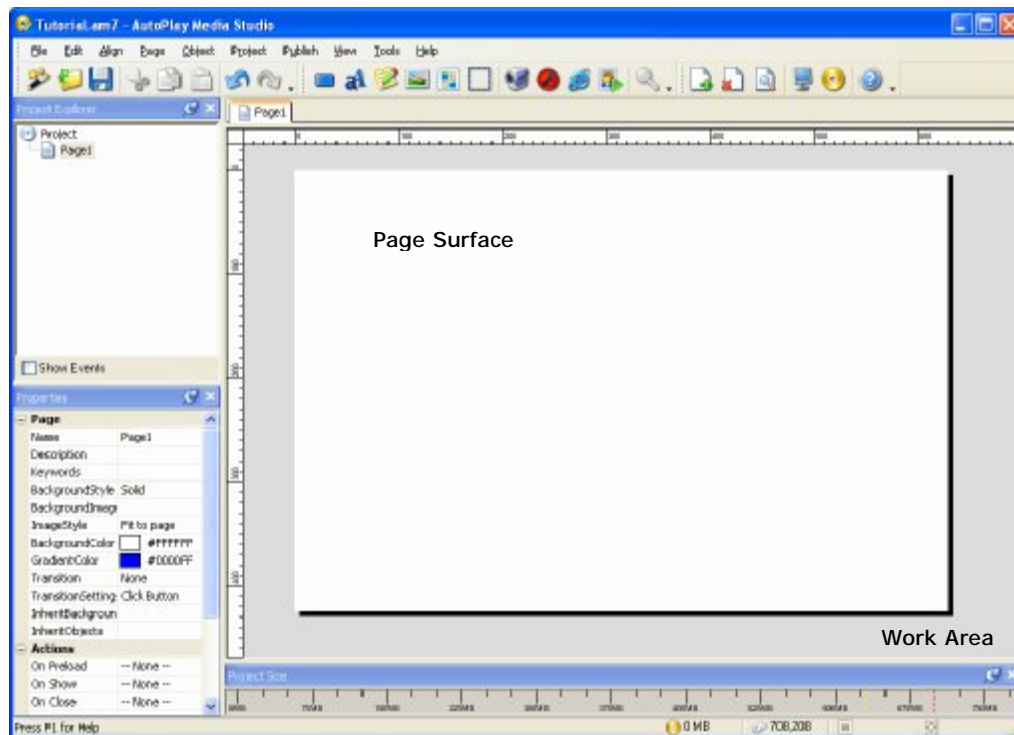 Tutorial.am7 - AutoPlay Media Studio
File Edit Align Page Object Project Publish View Tools Help
Project Explorer
Page1
Project
Page1
Page Surface
Show Events
Properties
Page
Name Page1
Description
Keywords
BackgroundStyle Solid
BackgroundImag
ImageStyle Fit to page
BackgroundColor #FFFFFF
GradientColor #0000FF
Transition None
TransitionSetting: Click Button
InheritBackgroun
InheritObjects
Work Area
Actions
On Preload -- None --
On Show -- None --
On Close -- None --
Project Size
Press F1 for Help
0 MB
708,208